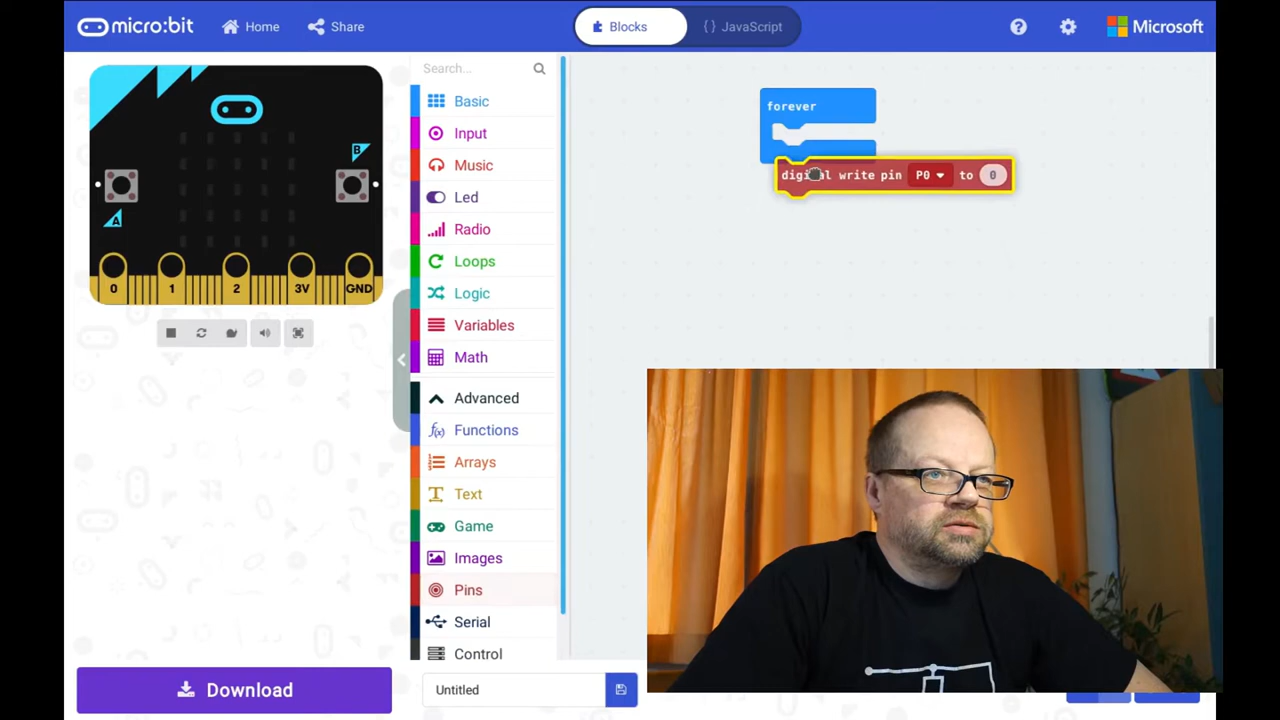 micro:bit
Home
Share
Blocks
{ } JavaScript
?
Microsoft
Search...
Basic
Input
Music
Led
Radio
Loops
Logic
Variables
Math
Advanced
f(x) Functions
Arrays
Text
Game
Images
Pins
Serial
Control
B
A
0
1
2
3V
GND
forever
digital write pin P0 to 0
Download
Untitled